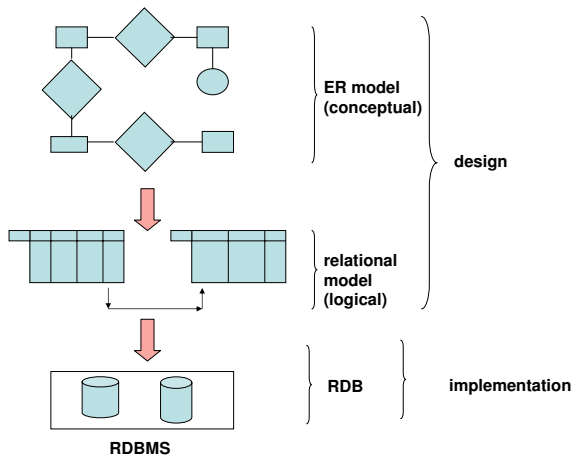 ER model
(conceptual)
design
relational
model
(logical)
RDB
implementation
RDBMS